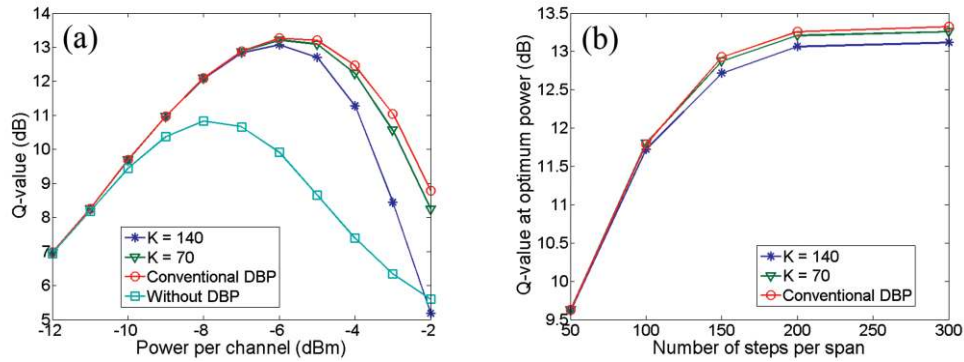 (a)
Q-value (dB)
14
13
12
11
10
9
8
7
6
5
-12
-10
-8
-6
-4
-2
Power per channel (dBm)
K = 140
K = 70
Conventional DBP
Without DBP
(b)
Q-value at optimum power (dB)
13.5
13
12.5
12
11.5
11
10.5
10
9.5
50
100
150
200
250
300
Number of steps per span
K = 140
K = 70
Conventional DBP